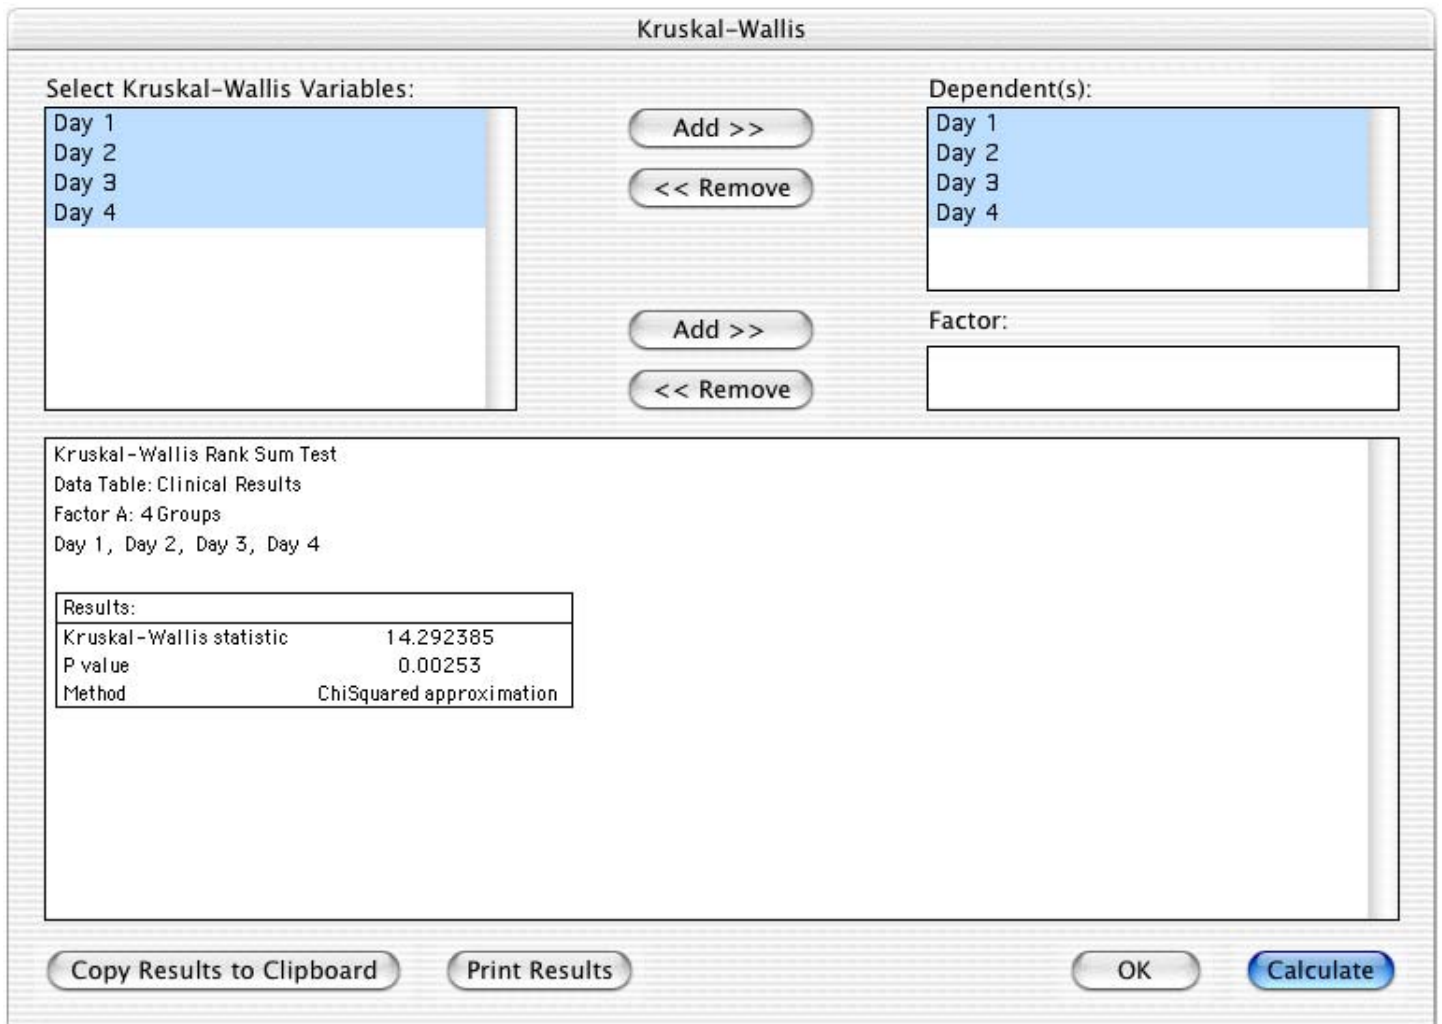 Kruskal-Wallis
Select Kruskal-Wallis Variables:
Day 1
Day 2
Day 3
Day 4
Add >>
<< Remove
Dependent(s):
Day 1
Day 2
Day 3
Day 4
Add >>
<< Remove
Factor:
Kruskal-Wallis Rank Sum Test
Data Table: Clinical Results
Factor A: 4 Groups
Day 1, Day 2, Day 3, Day 4
Results:
Kruskal-Wallis statistic 14.292385
P value 0.00253
Method ChiSquared approximation
Copy Results to Clipboard
Print Results
OK
Calculate